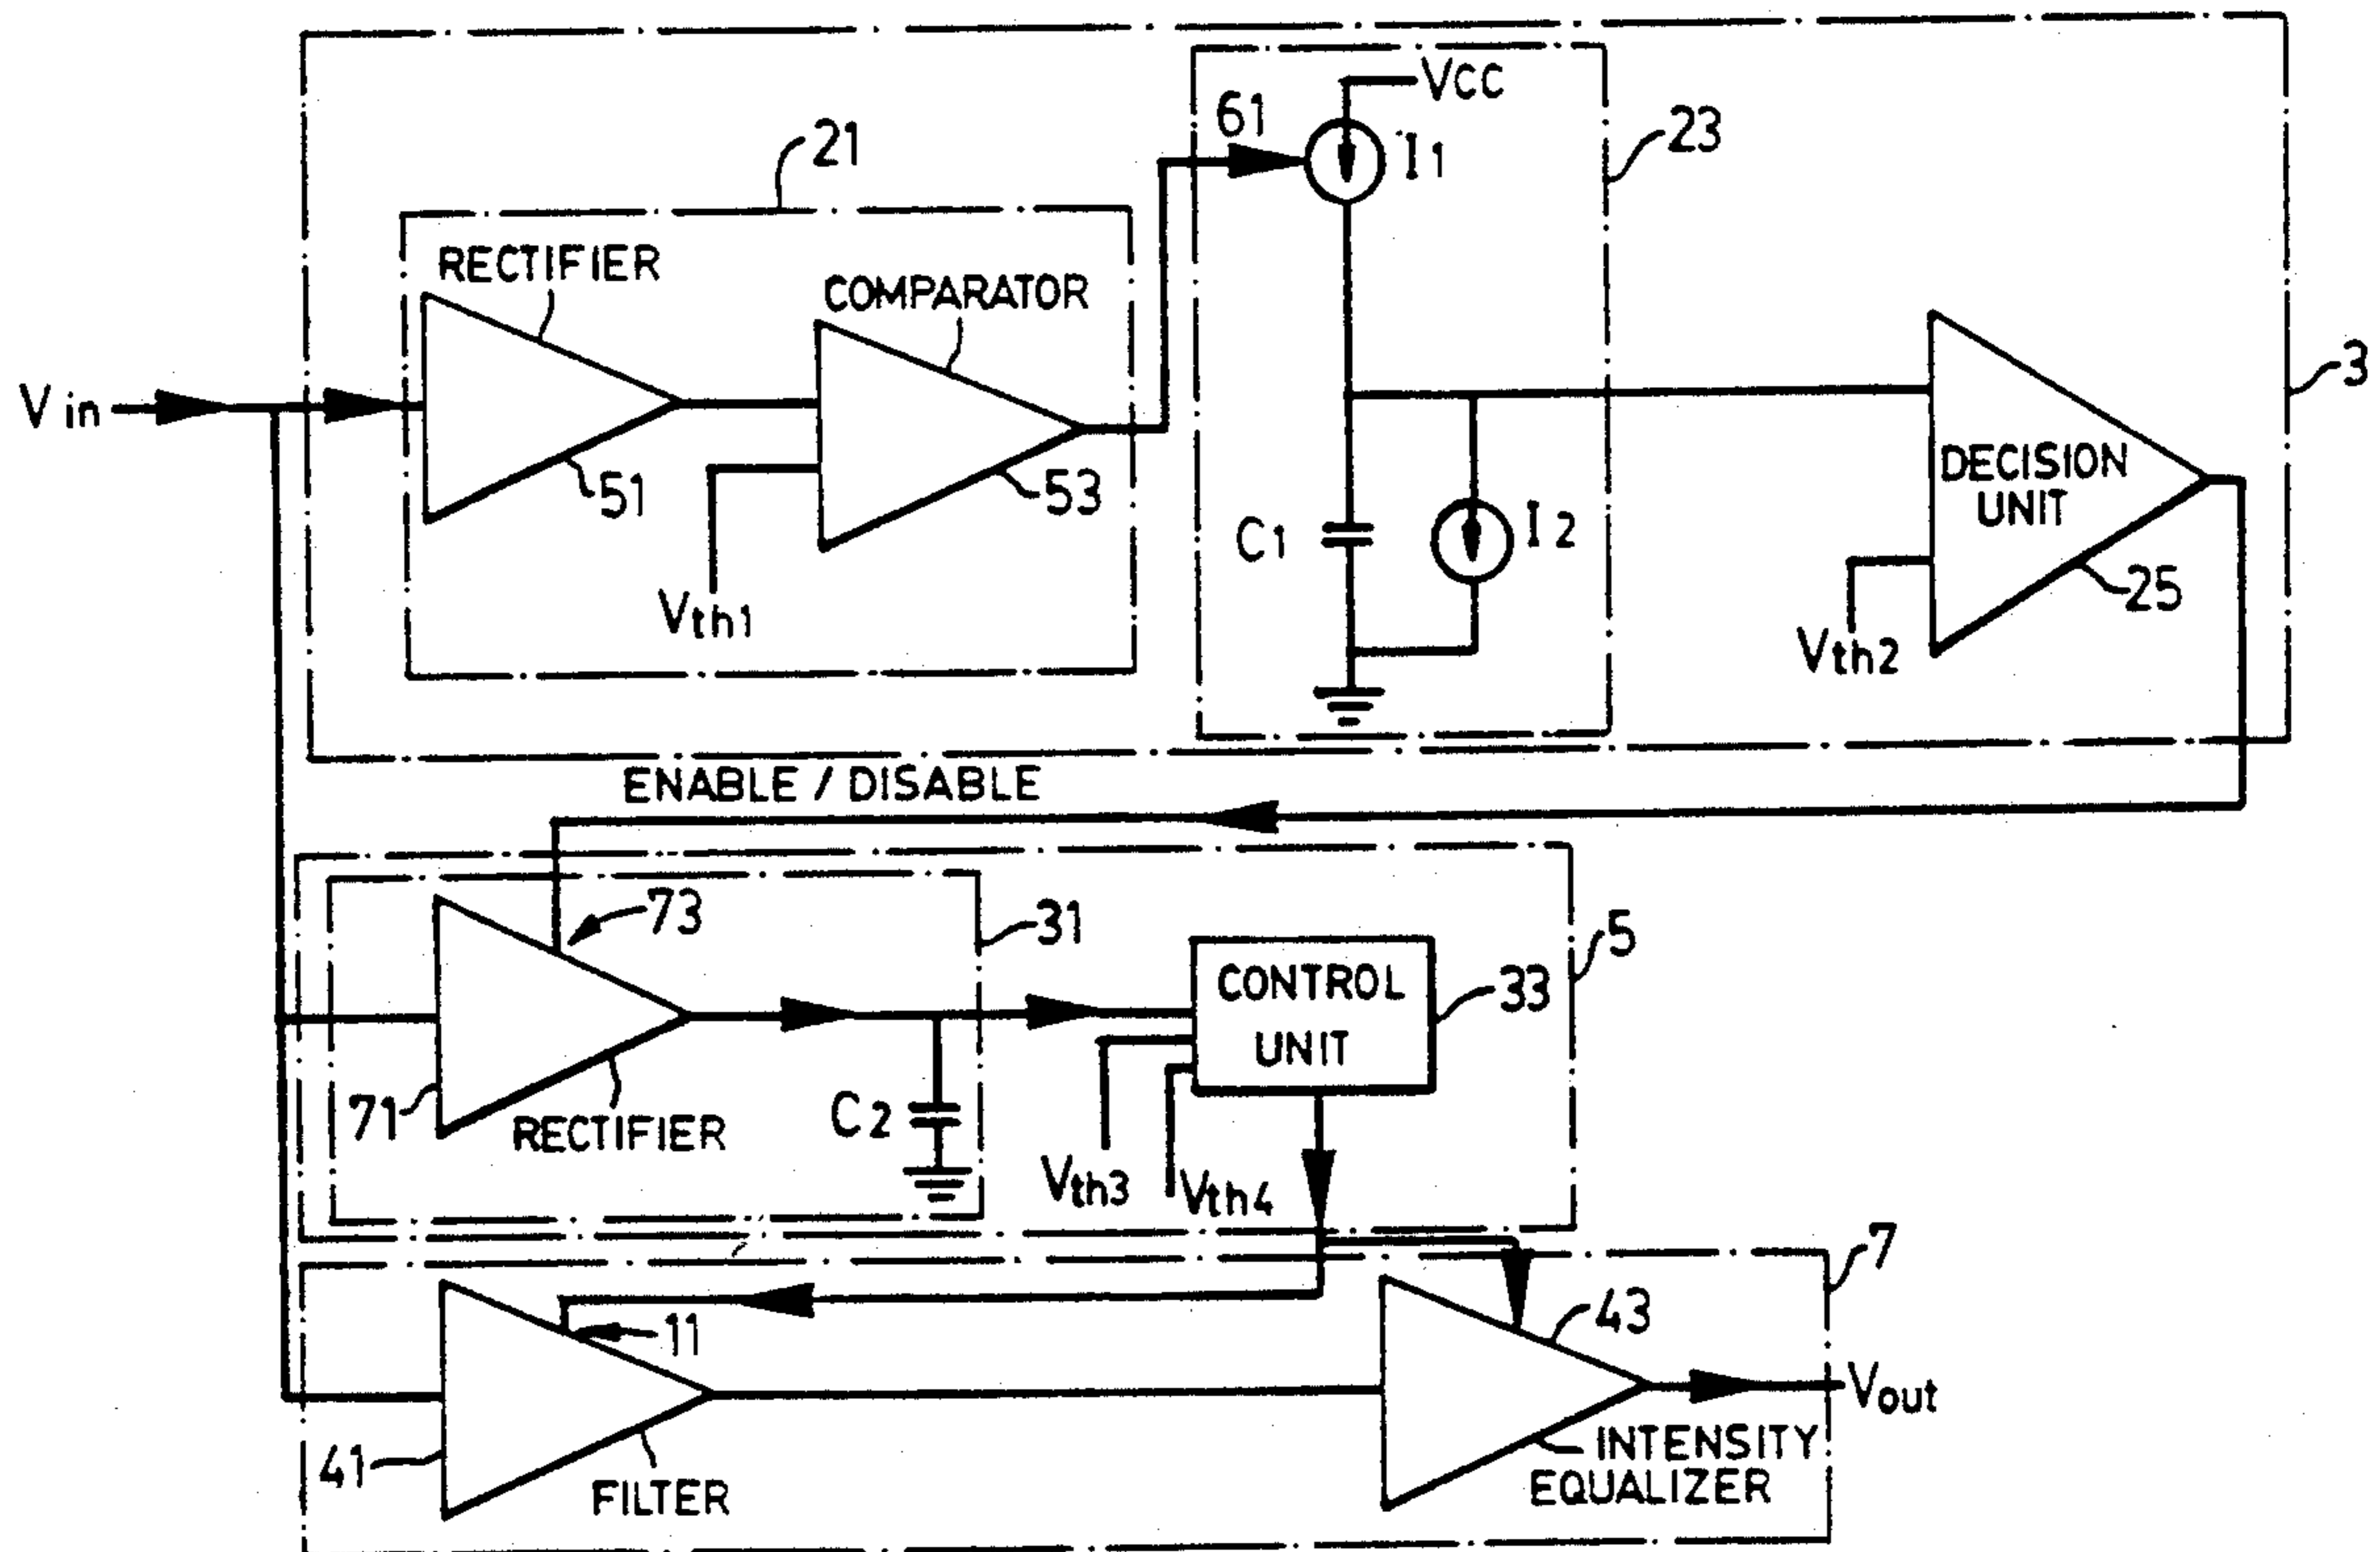 VCC
61
I1
23
21
RECTIFIER
COMPARATOR
3
Vin
51
53
DECISION
UNIT
C1
I2
25
Vth1
Vth2
ENABLE / DISABLE
73
31
5
CONTROL
UNIT
33
71
RECTIFIER
C2
Vth3
Vth4
7
11
43
Vout
41
FILTER
INTENSITY
EQUALIZER